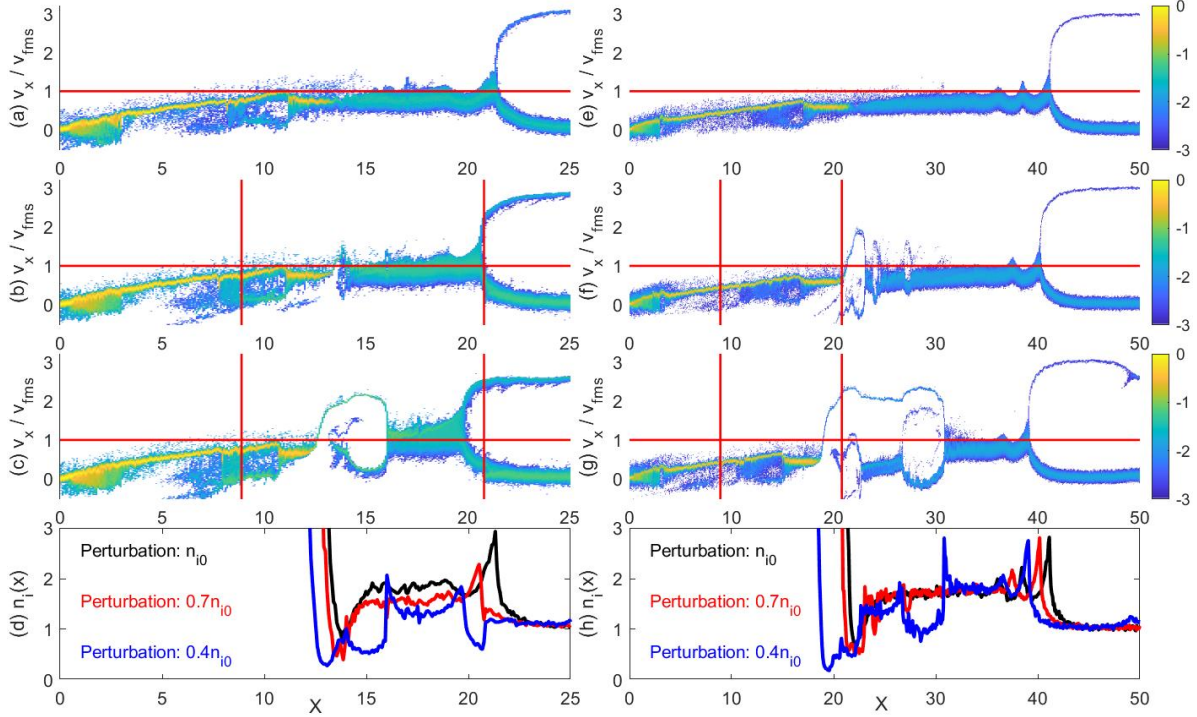 (a) v_x / v_fms
3
2
1
0
0 5 10 15 20 25
(e) v_x / v_fms
3
2
1
0
0 10 20 30 40 50
0
-1
-2
-3
(b) v_x / v_fms
3
2
1
0
0 5 10 15 20 25
(f) v_x / v_fms
3
2
1
0
0 10 20 30 40 50
0
-1
-2
-3
(c) v_x / v_fms
3
2
1
0
0 5 10 15 20 25
(g) v_x / v_fms
3
2
1
0
0 10 20 30 40 50
0
-1
-2
-3
(d) n_i(x)
3
2
1
0
Perturbation: n_i0
Perturbation: 0.7n_i0
Perturbation: 0.4n_i0
0 5 10 15 20 25
X
(h) n_i(x)
3
2
1
0
Perturbation: n_i0
Perturbation: 0.7n_i0
Perturbation: 0.4n_i0
0 10 20 30 40 50
X